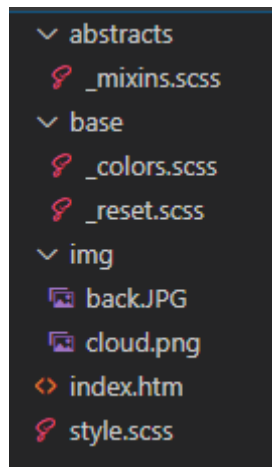 abstracts
_mixins.scss
base
_colors.scss
_reset.scss
img
back.JPG
cloud.png
index.htm
style.scss